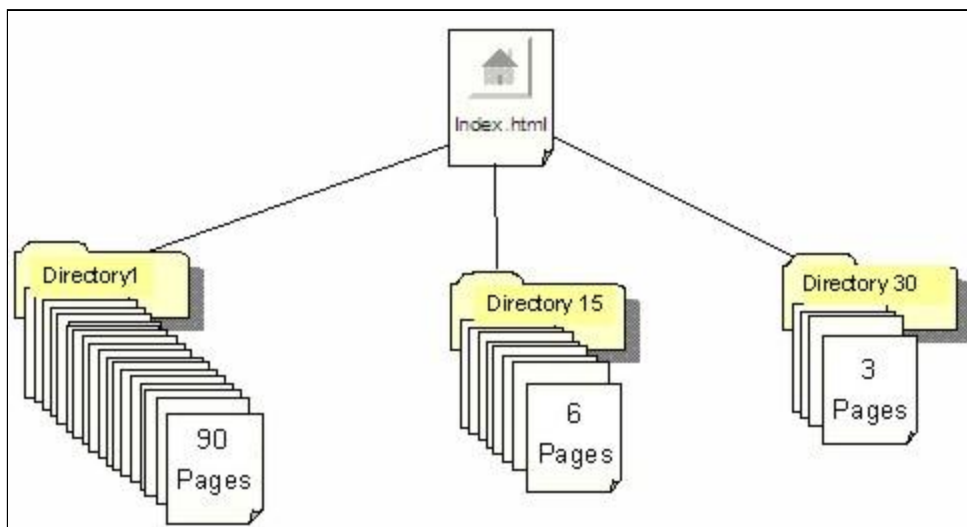 Index.html
Directory1
Directory 15
Directory 30
90
Pages
6
Pages
3
Pages